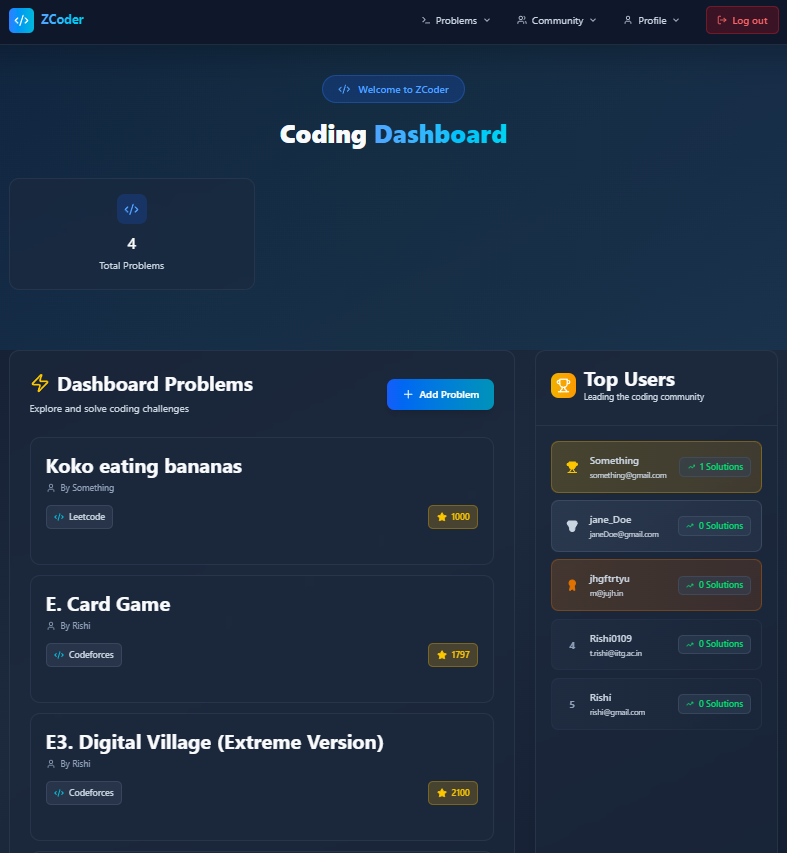 ZCoder
Problems
Community
Profile
Log out
Welcome to ZCoder
Coding Dashboard
4
Total Problems
Dashboard Problems
Explore and solve coding challenges
Add Problem
Koko eating bananas
By Something
Leetcode
1000
E. Card Game
By Rishi
Codeforces
1797
E3. Digital Village (Extreme Version)
By Rishi
Codeforces
2100
Top Users
Leading the coding community
Something
something@gmail.com
1 Solutions
jane_Doe
janeDoe@gmail.com
0 Solutions
jhgftrtyu
m@jujh.in
0 Solutions
4
Rishi0109
t.rishi@iitg.ac.in
0 Solutions
5
Rishi
rishi@gmail.com
0 Solutions